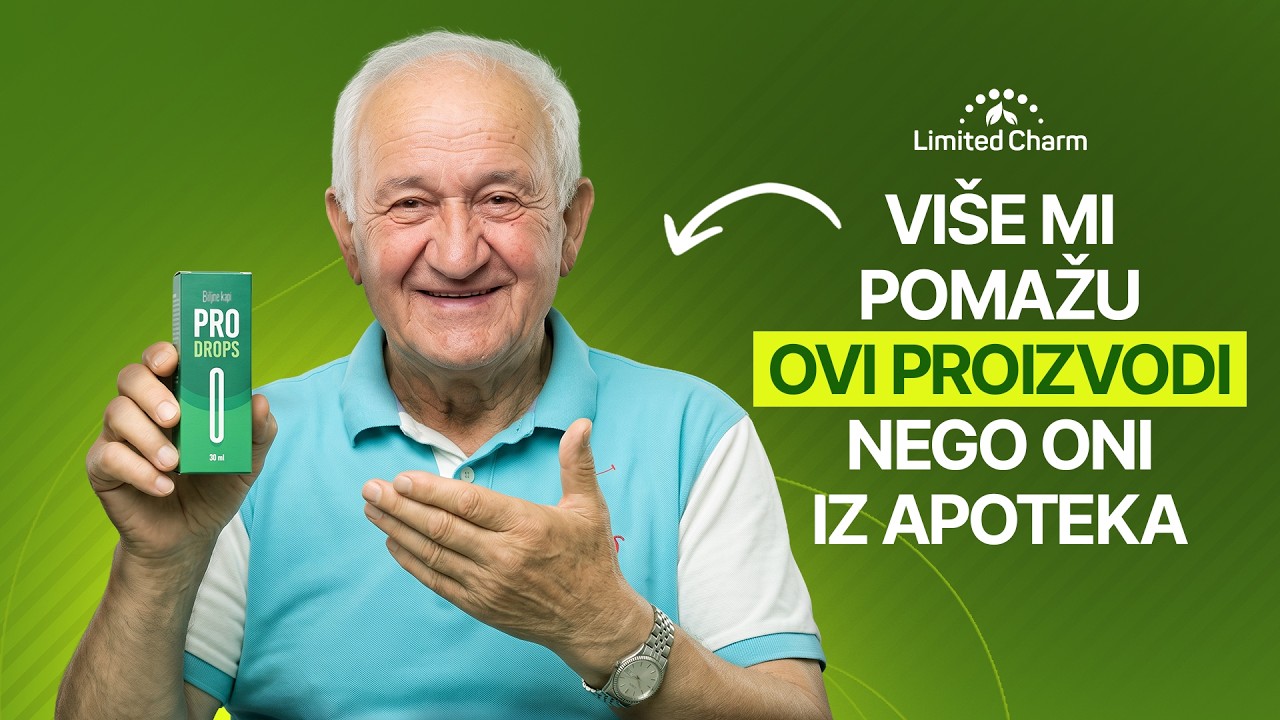 Limited Charm
VIŠE MI
POMAŽU
OVI PROIZVODI
NEGO ONI
IZ APOTEKA
Biljne kapi
PRO
DROPS
30 ml